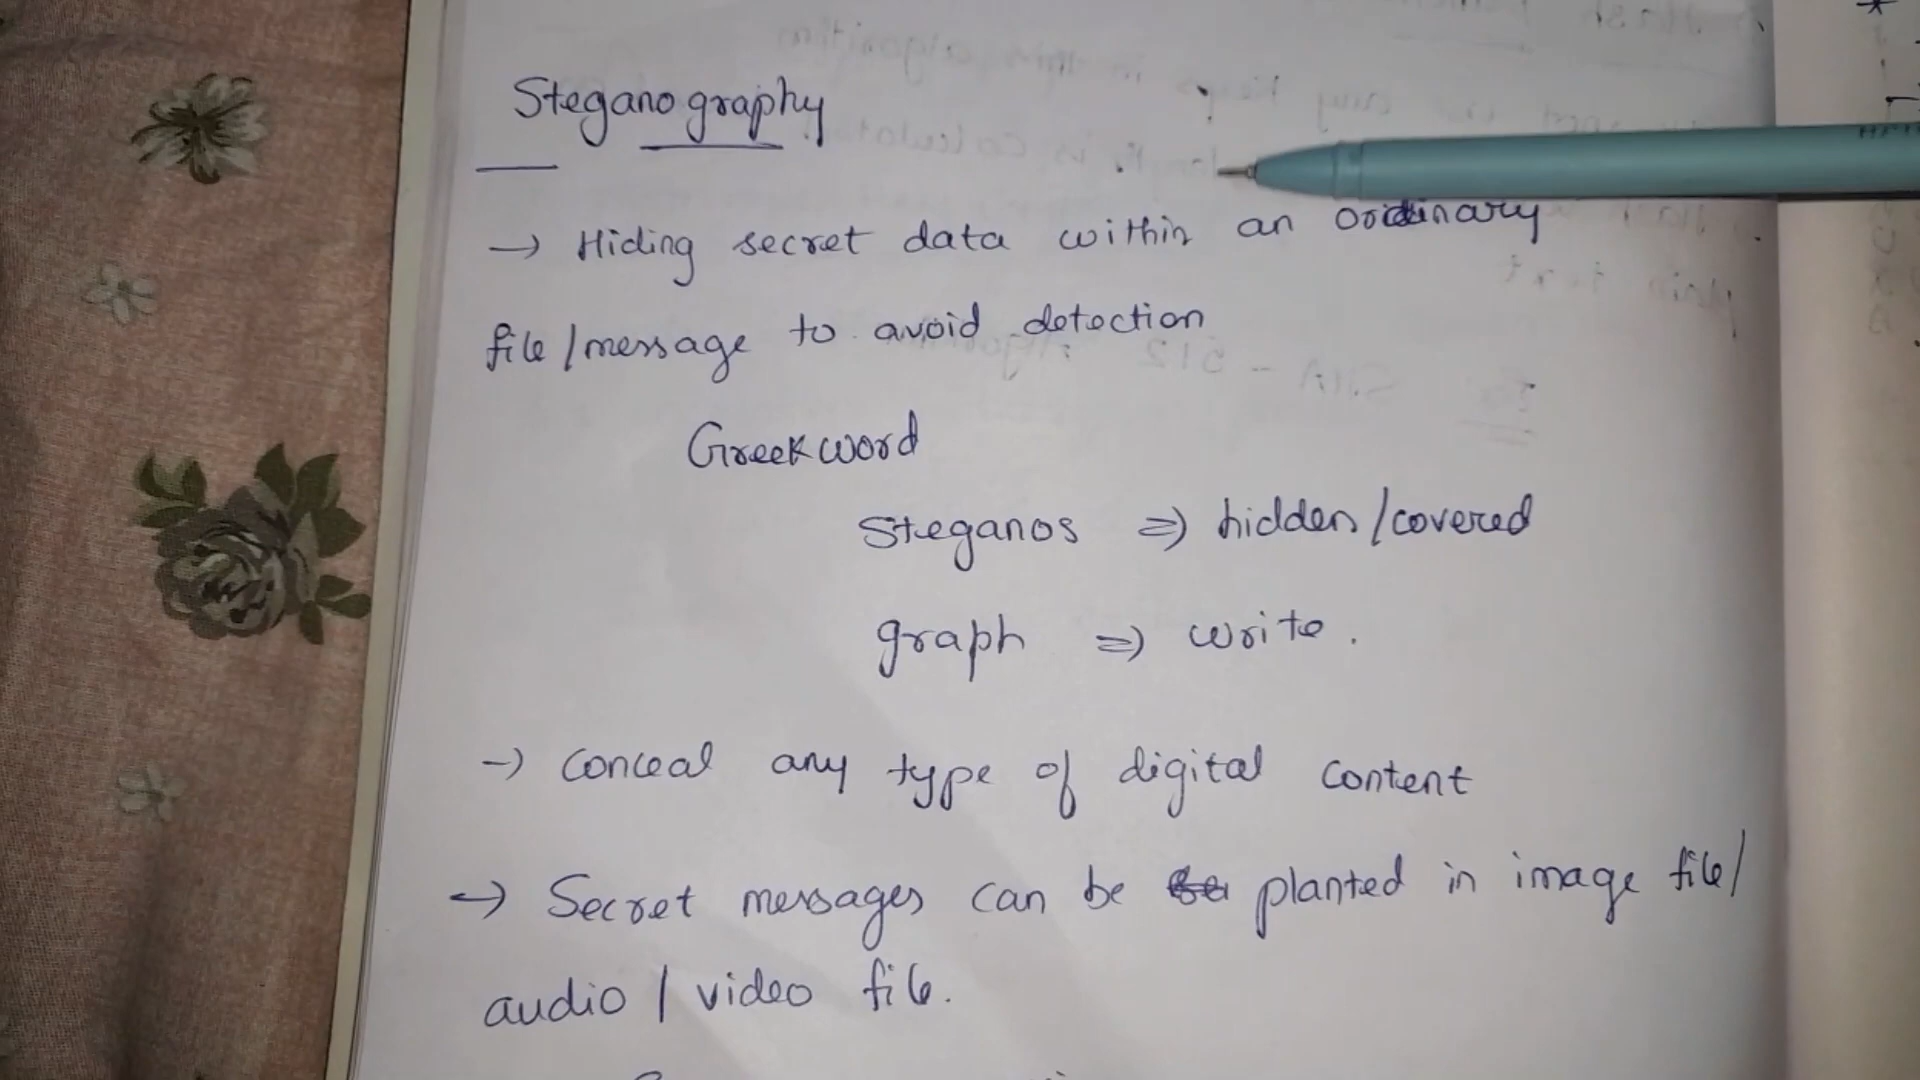 Steganography
→ Hiding secret data within an ordinary
file/message to avoid detection
Greek word
Steganos ⇒ hidden/covered
graph ⇒ write.
→ conceal any type of digital content
→ Secret messages can be planted in image file/
audio / video file.